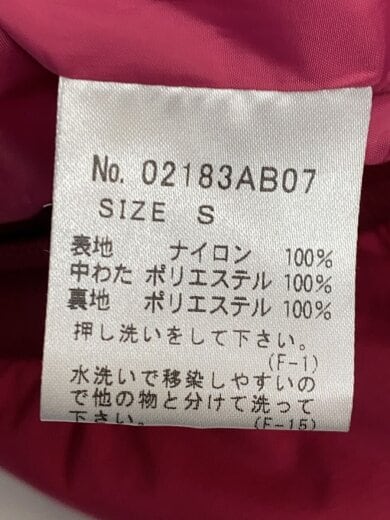 No. 02183AB07
SIZE S
表地 ナイロン 100%
中わた ポリエステル 100%
裏地 ポリエステル 100%
押し洗いをして下さい。
(F-1)
水洗いで移染しやすいの
で他の物と分けて洗って
下さい。 (F-15)